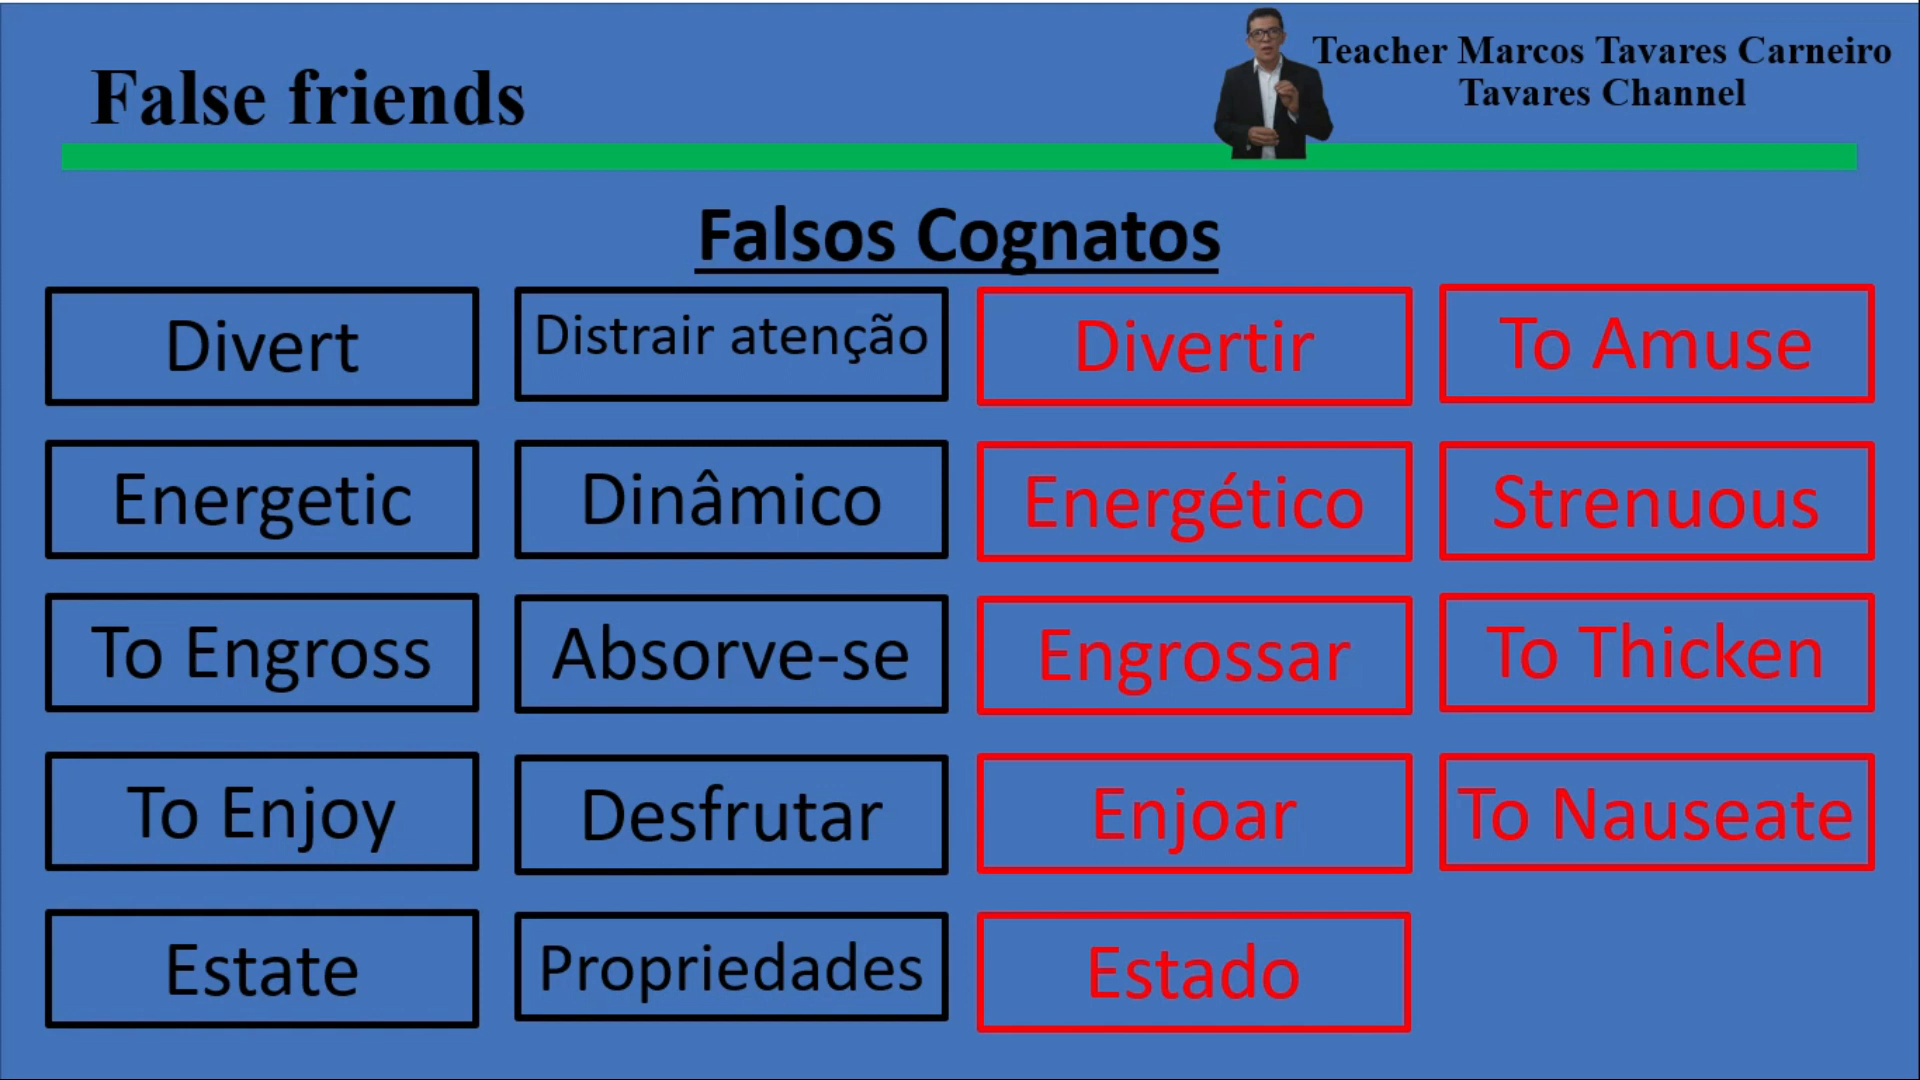 False friends
Teacher Marcos Tavares Carneiro
Tavares Channel
Falsos Cognatos
Divert
Distrair atenção
Divertir
To Amuse
Energetic
Dinâmico
Energético
Strenuous
To Engross
Absorve-se
Engrossar
To Thicken
To Enjoy
Desfrutar
Enjoar
To Nauseate
Estate
Propriedades
Estado